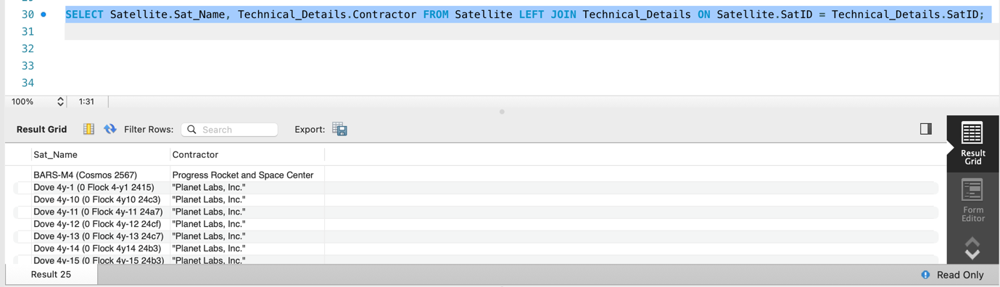 30 SELECT Satellite.Sat_Name, Technical_Details.Contractor FROM Satellite LEFT JOIN Technical_Details ON Satellite.SatID = Technical_Details.SatID;
31
32
33
34
100% 1:31
Result Grid Filter Rows: Search Export:
Sat_Name Contractor
BARS-M4 (Cosmos 2567) Progress Rocket and Space Center
Dove 4y-1 (0 Flock 4-y1 2415) "Planet Labs, Inc."
Dove 4y-10 (0 Flock 4y10 24c3) "Planet Labs, Inc."
Dove 4y-11 (0 Flock 4y-11 24a7) "Planet Labs, Inc."
Dove 4y-12 (0 Flock 4y-12 24cf) "Planet Labs, Inc."
Dove 4y-13 (0 Flock 4y-13 24c7) "Planet Labs, Inc."
Dove 4y-14 (0 Flock 4y14 24b3) "Planet Labs, Inc."
Dove 4y-15 (0 Flock 4y-15 24b3) "Planet Labs, Inc."
Result
Grid
Form
Editor
Result 25 Read Only